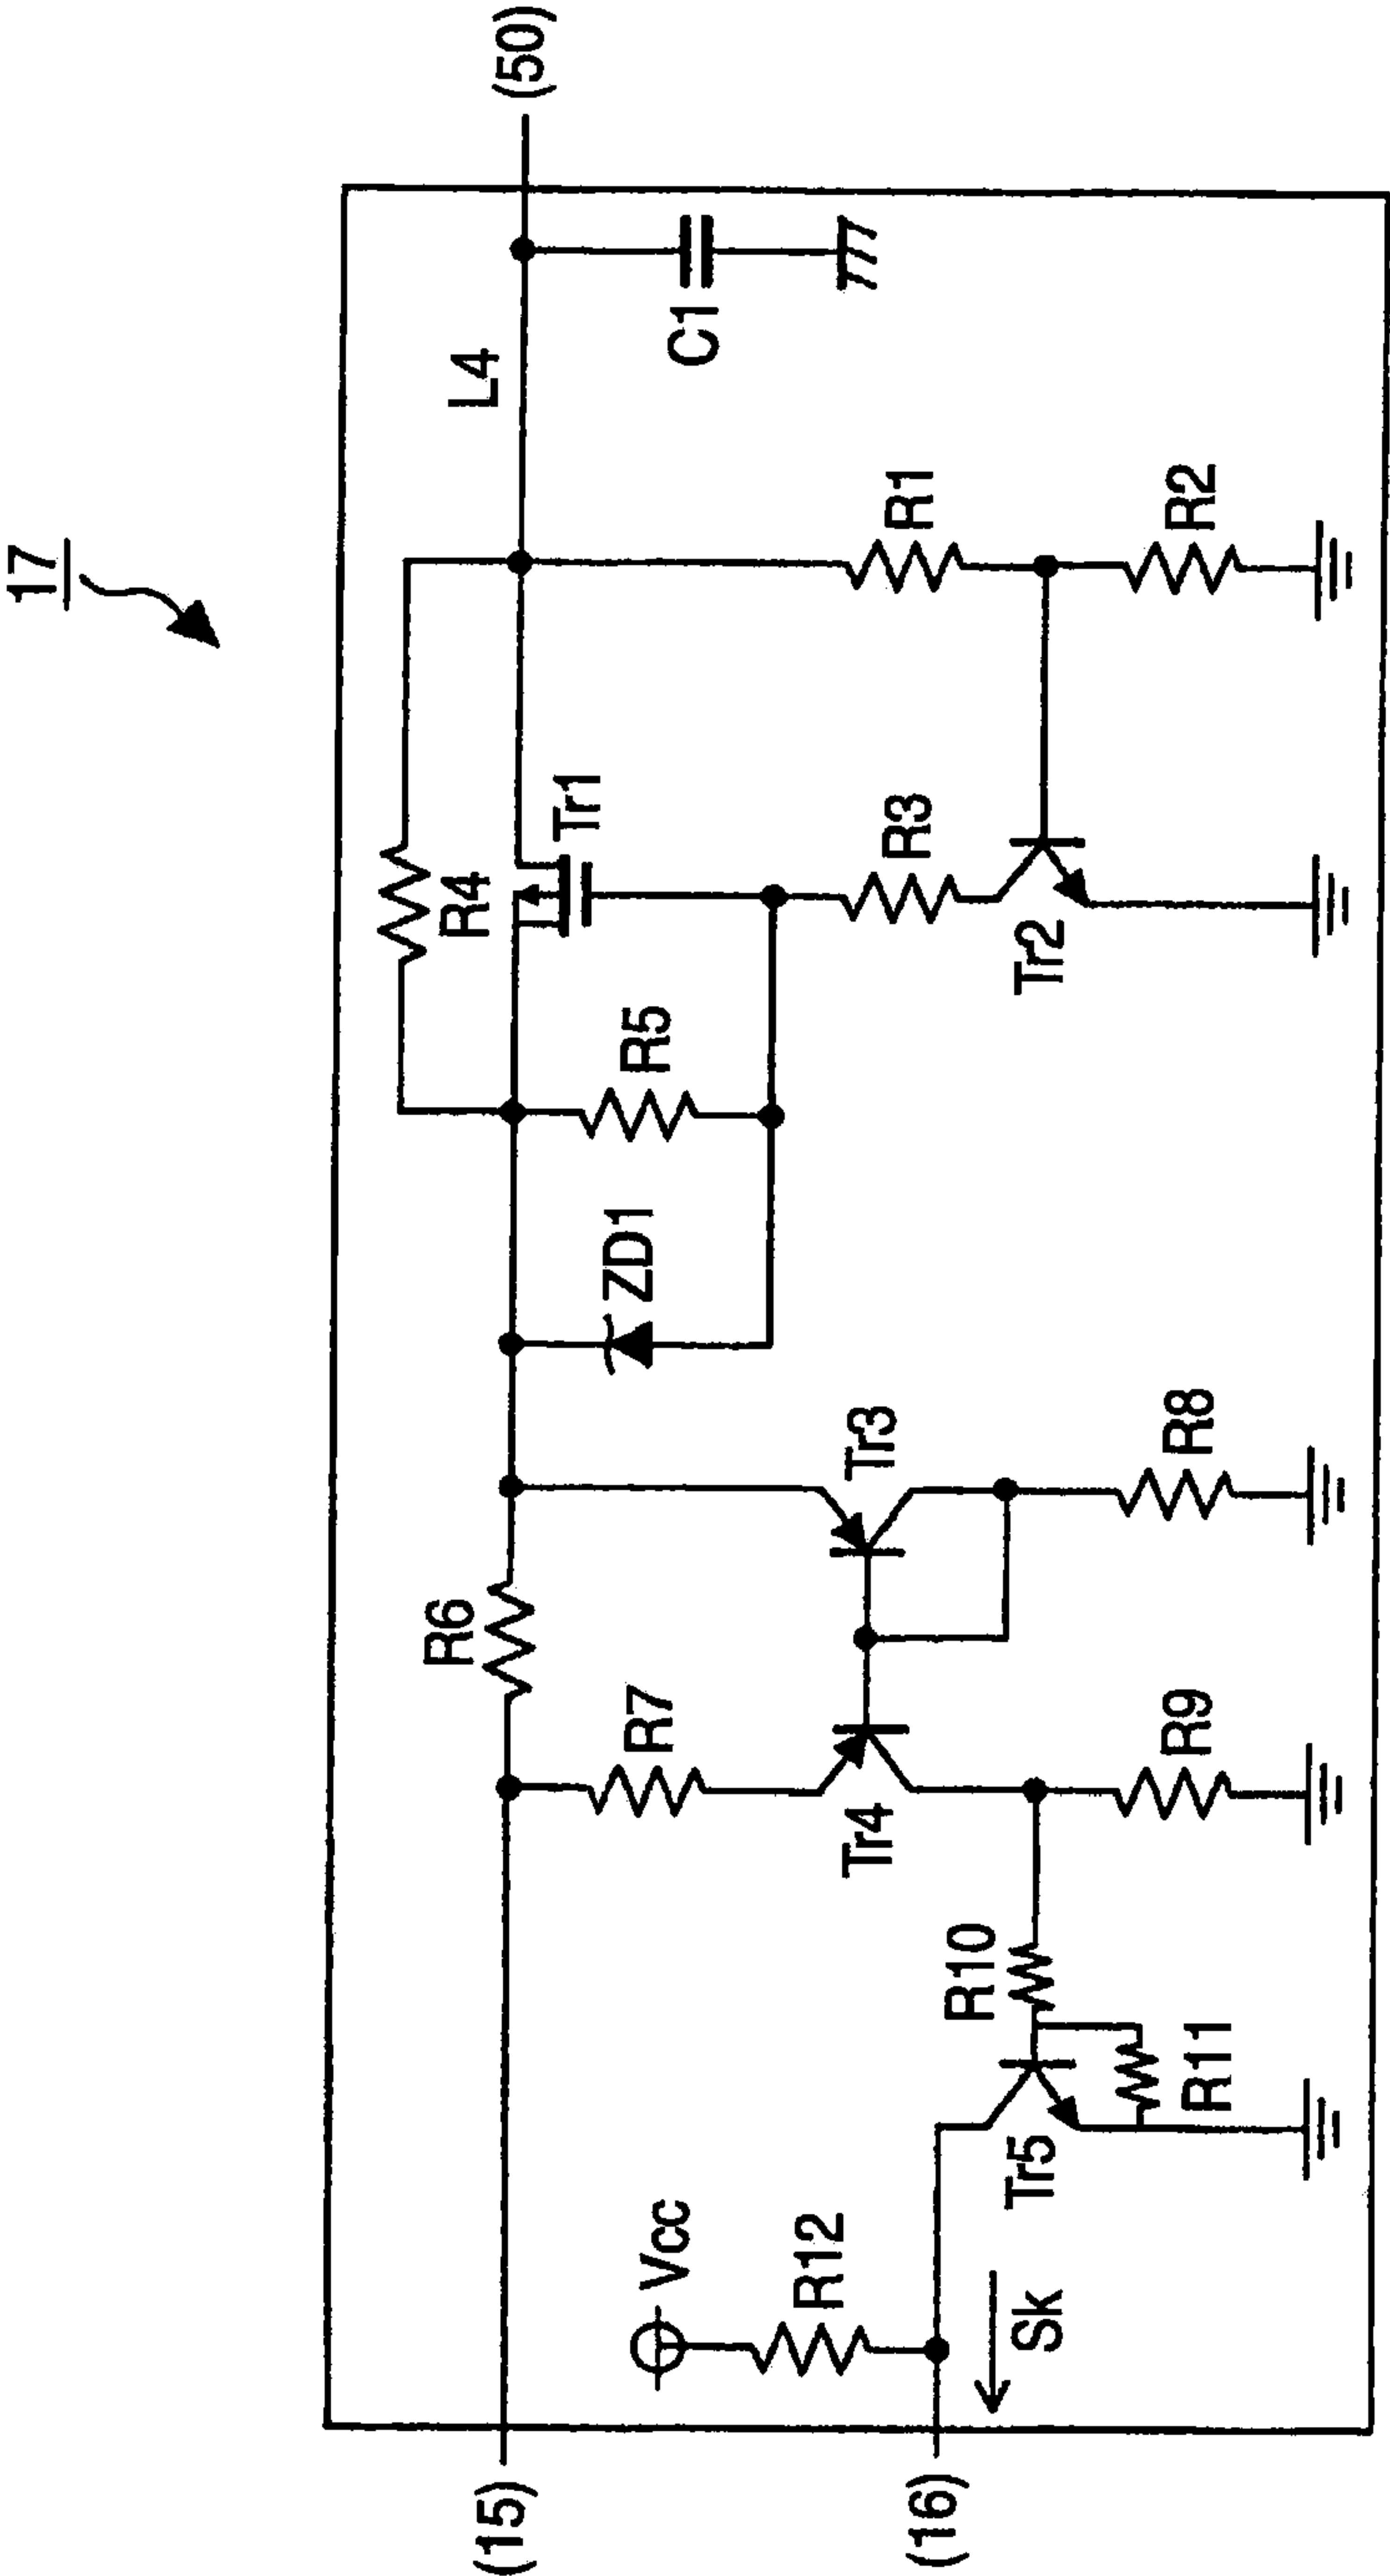 17
(50)
L4
C1
R4
Tr1
R1
R2
R3
Tr2
R5
ZD1
Tr3
R8
R6
R7
Tr4
R9
R10
R11
Tr5
Vcc
R12
Sk
(15)
(16)